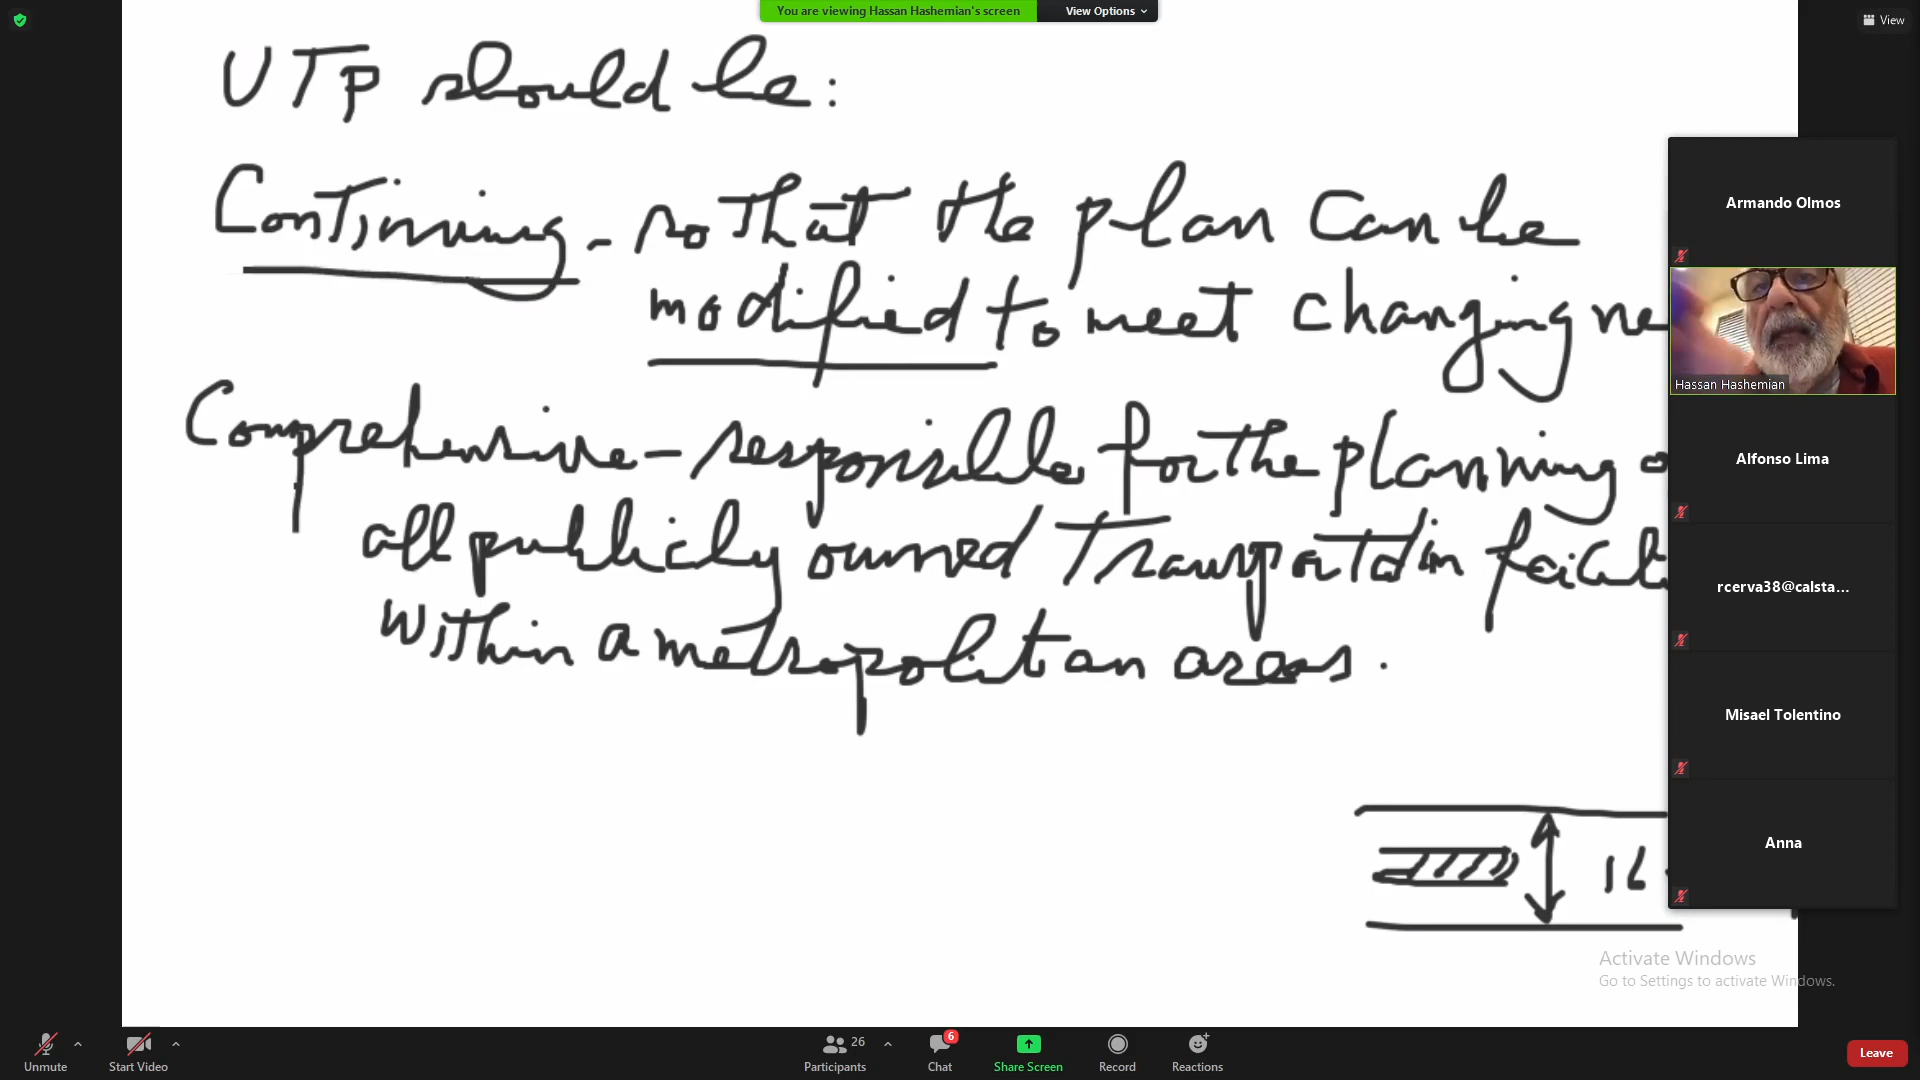 You are viewing Hassan Hashemian's screen
View Options
View
UTP should be:
Continuing - so that the plan can be
modified to meet changing ne
Comprehensive - responsible for the planning o
all publicly owned
within a metropolitan areas.
16
Armando Olmos
Hassan Hashemian
Alfonso Lima
rcerva38@calsta...
Misael Tolentino
Anna
Activate Windows
Go to Settings to activate Windows.
Unmute
Start Video
Participants
26
Chat
6
Share Screen
Record
Reactions
Leave